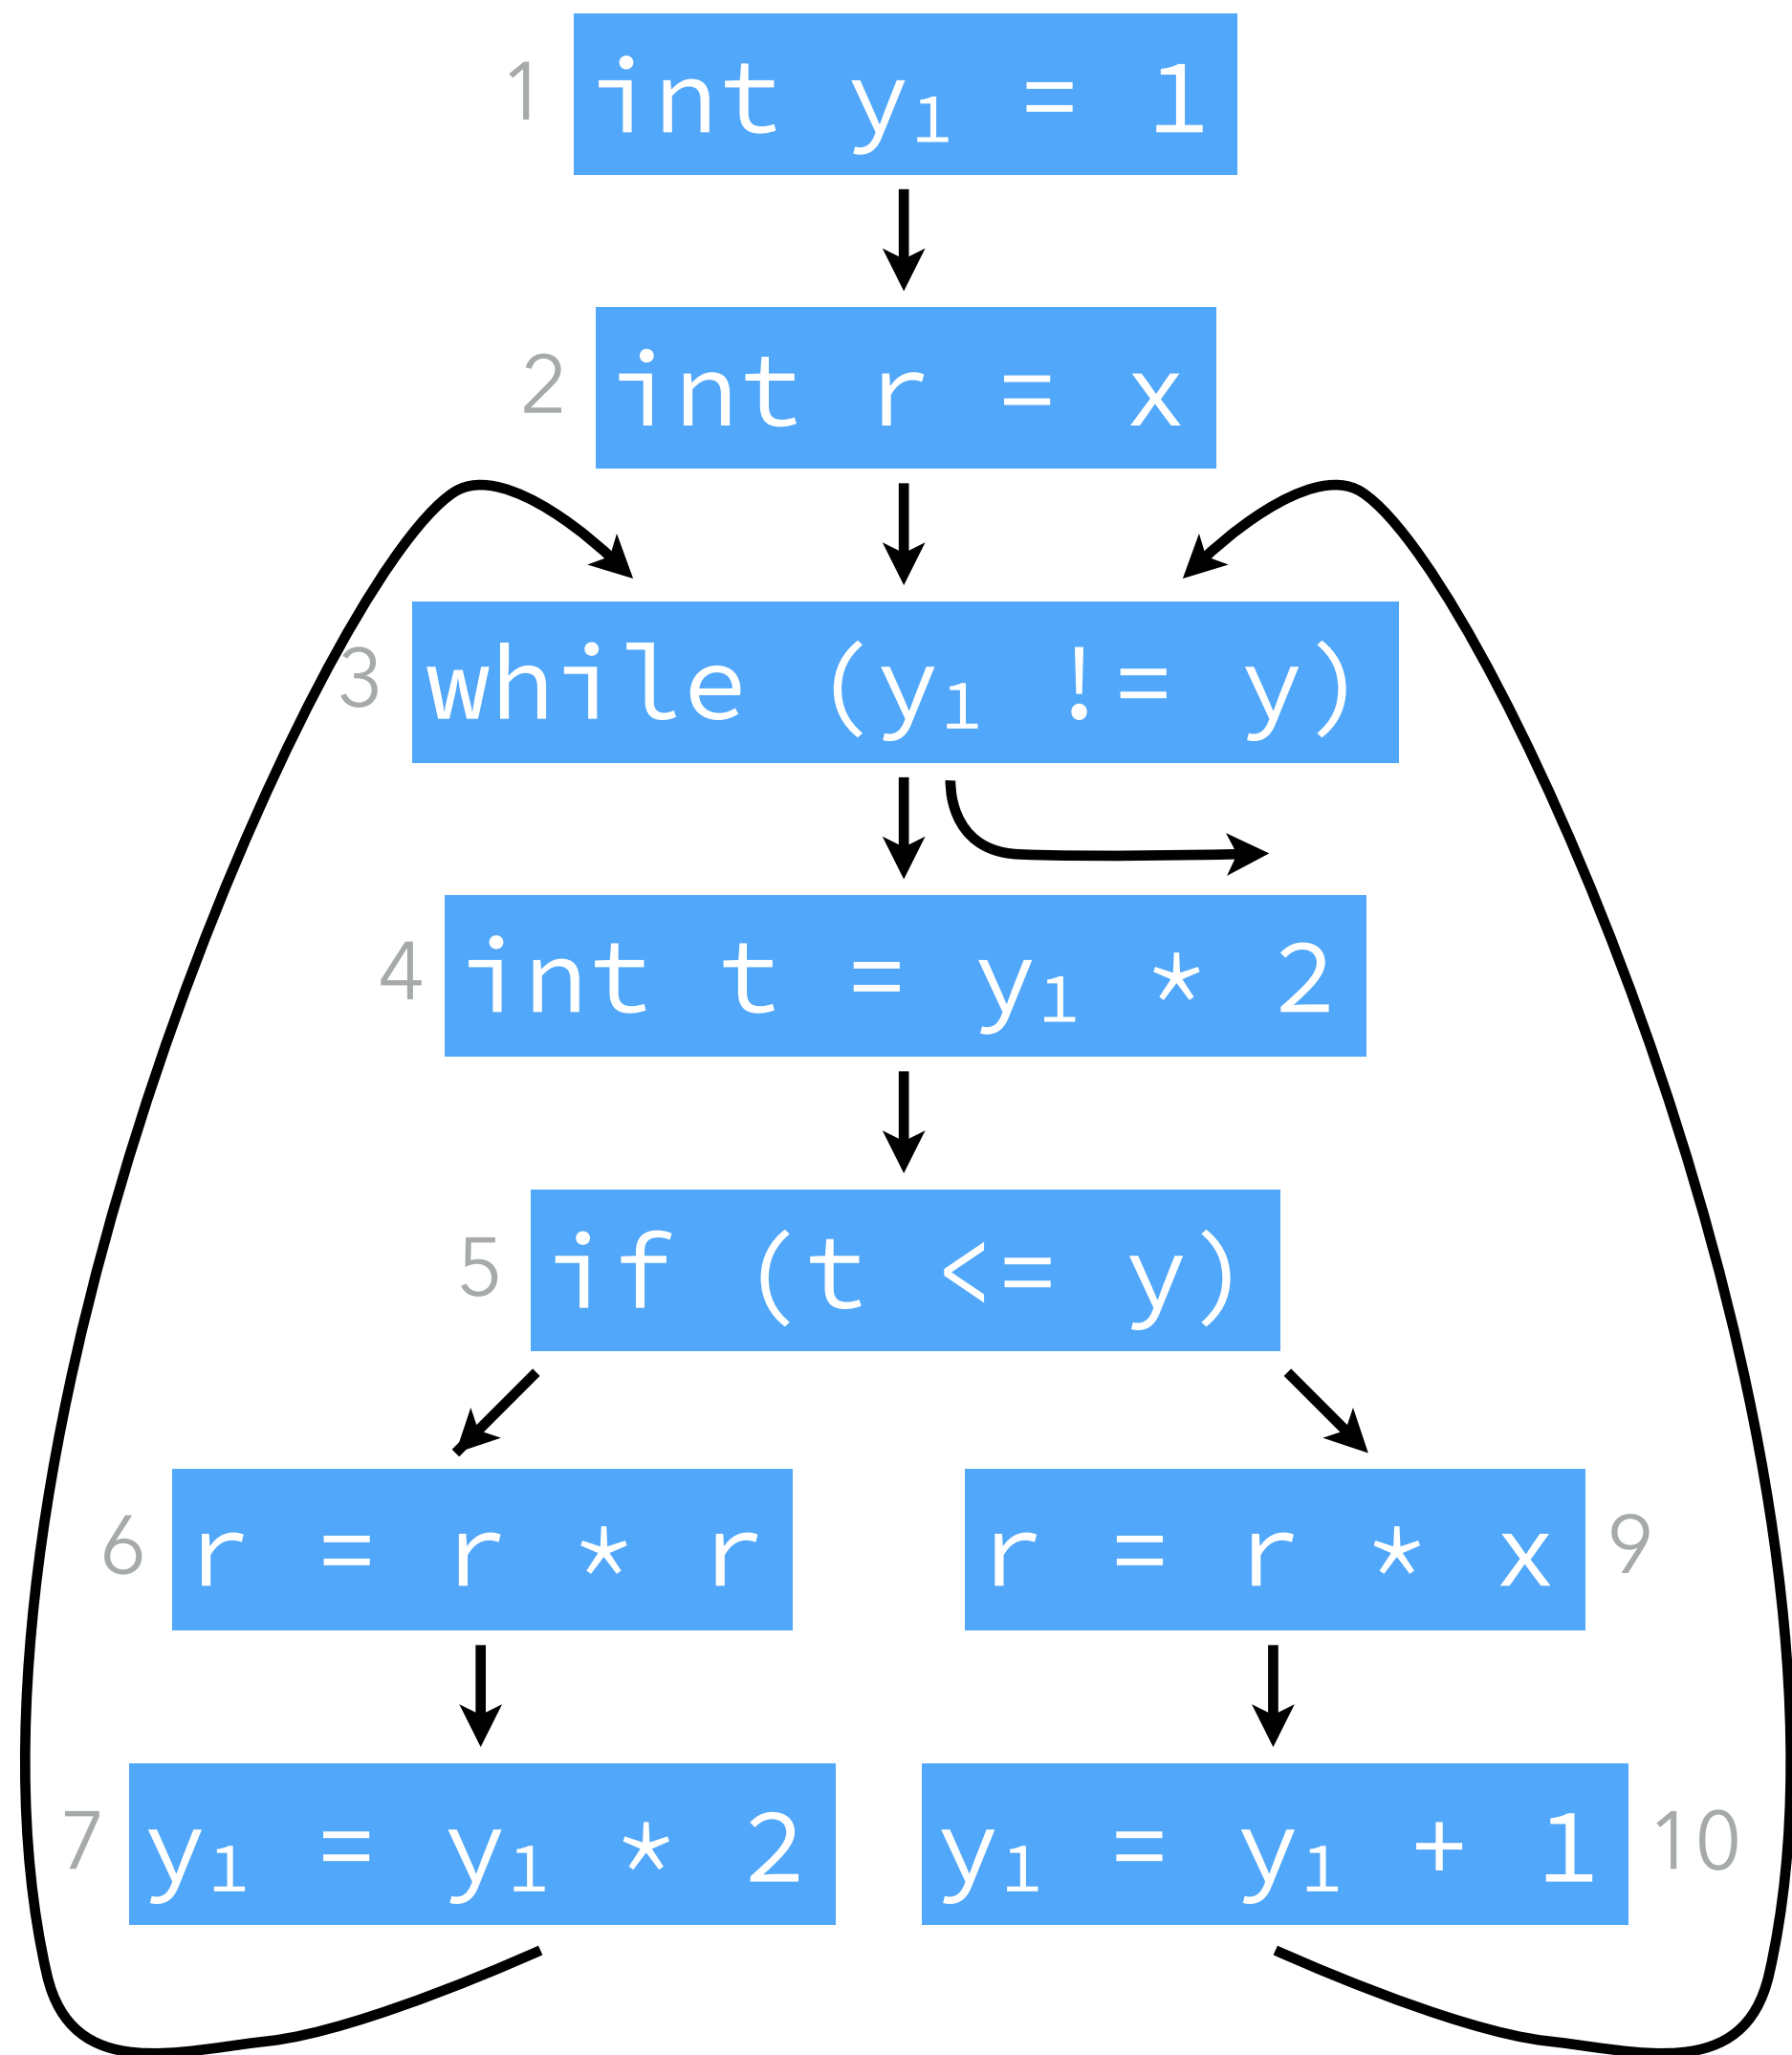 1 int y₁ = 1
2 int r = x
3 while (y₁ != y)
4 int t = y₁ * 2
5 if (t <= y)
6 r = r * r
r = r * x 9
7 y₁ = y₁ * 2
y₁ = y₁ + 1 10